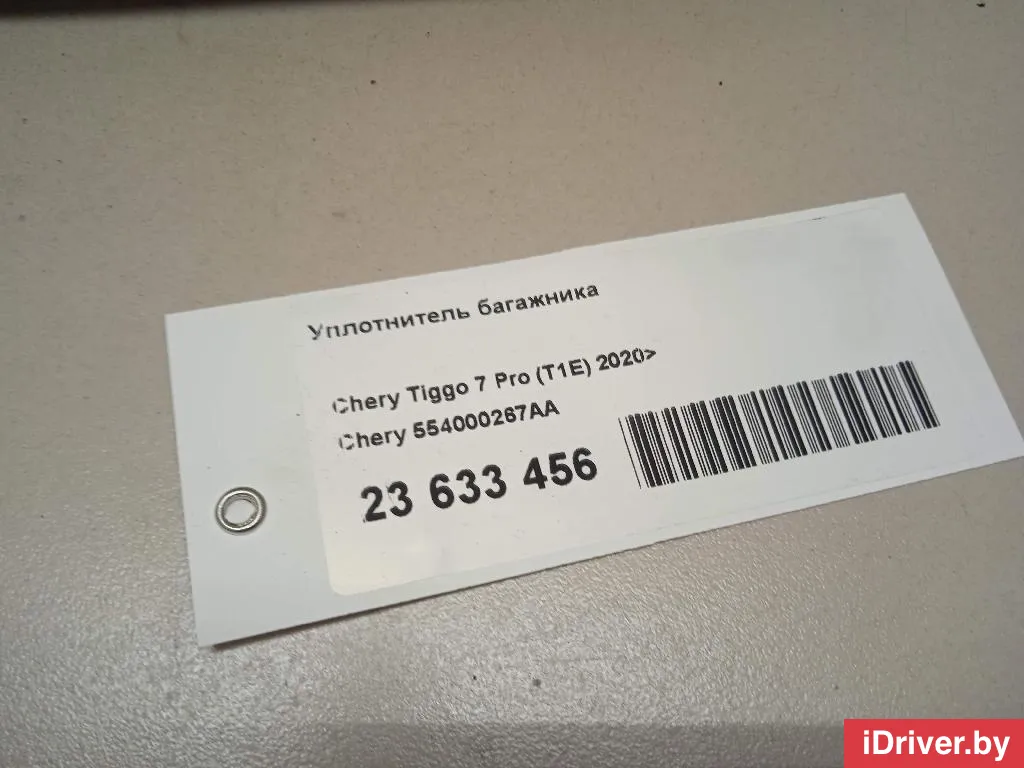 Уплотнитель багажника
Chery Tiggo 7 Pro (T1E) 2020>
Chery 554000267AA
23 633 456
iDriver.by